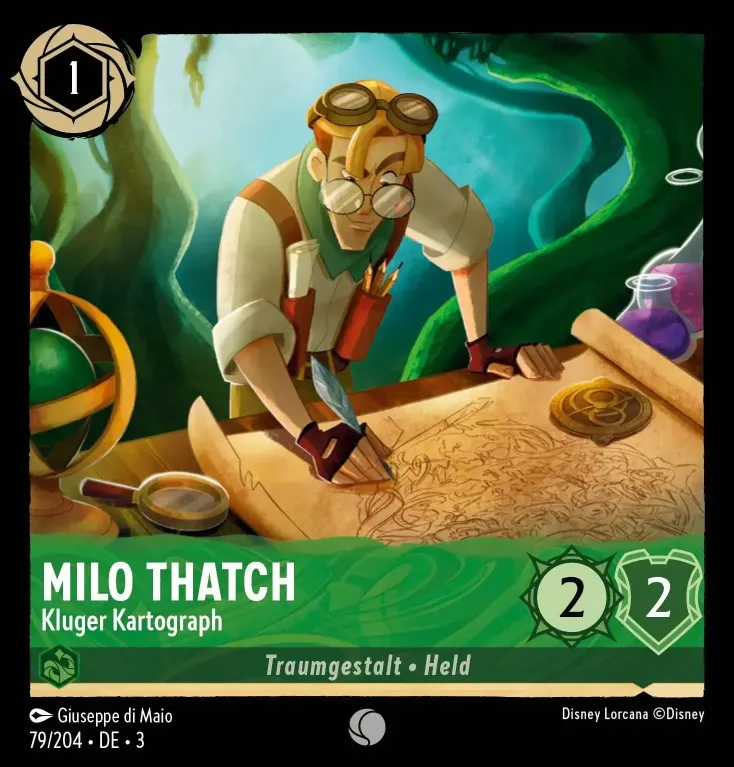 1
MILO THATCH
Kluger Kartograph
2
2
Traumgestalt • Held
Giuseppe di Maio
Disney Lorcana ©Disney
79/204 • DE • 3